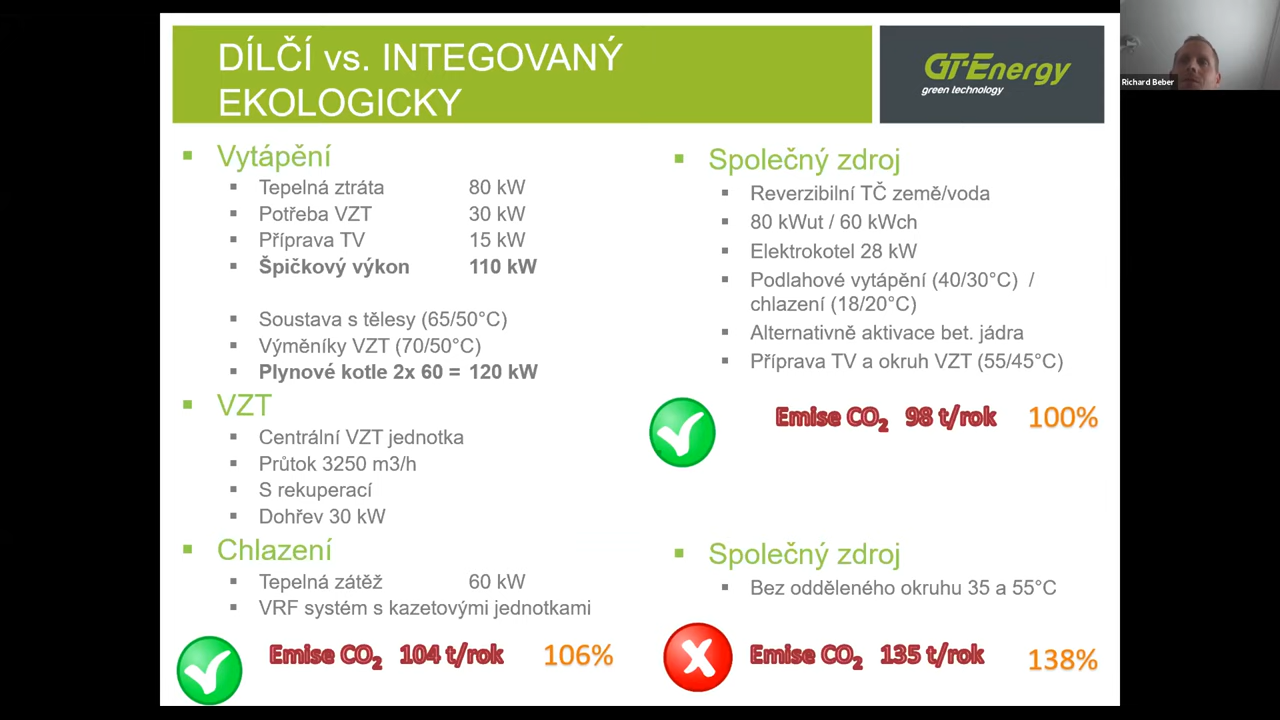 DÍLČÍ vs. INTEGOVANÝ
EKOLOGICKY
GT-Energy
green technology
Richard Beber
Vytápění
Tepelná ztráta 80 kW
Potřeba VZT 30 kW
Příprava TV 15 kW
Špičkový výkon 110 kW
Soustava s tělesy (65/50°C)
Výměníky VZT (70/50°C)
Plynové kotle 2x 60 = 120 kW
VZT
Centrální VZT jednotka
Průtok 3250 m3/h
S rekuperací
Dohřev 30 kW
Chlazení
Tepelná zátěž 60 kW
VRF systém s kazetovými jednotkami
Emise CO₂ 104 t/rok 106%
Společný zdroj
Reverzibilní TČ země/voda
80 kWut / 60 kWch
Elektrokotel 28 kW
Podlahové vytápění (40/30°C) /
chlazení (18/20°C)
Alternativně aktivace bet. jádra
Příprava TV a okruh VZT (55/45°C)
Emise CO₂ 98 t/rok 100%
Společný zdroj
Bez odděleného okruhu 35 a 55°C
Emise CO₂ 135 t/rok 138%